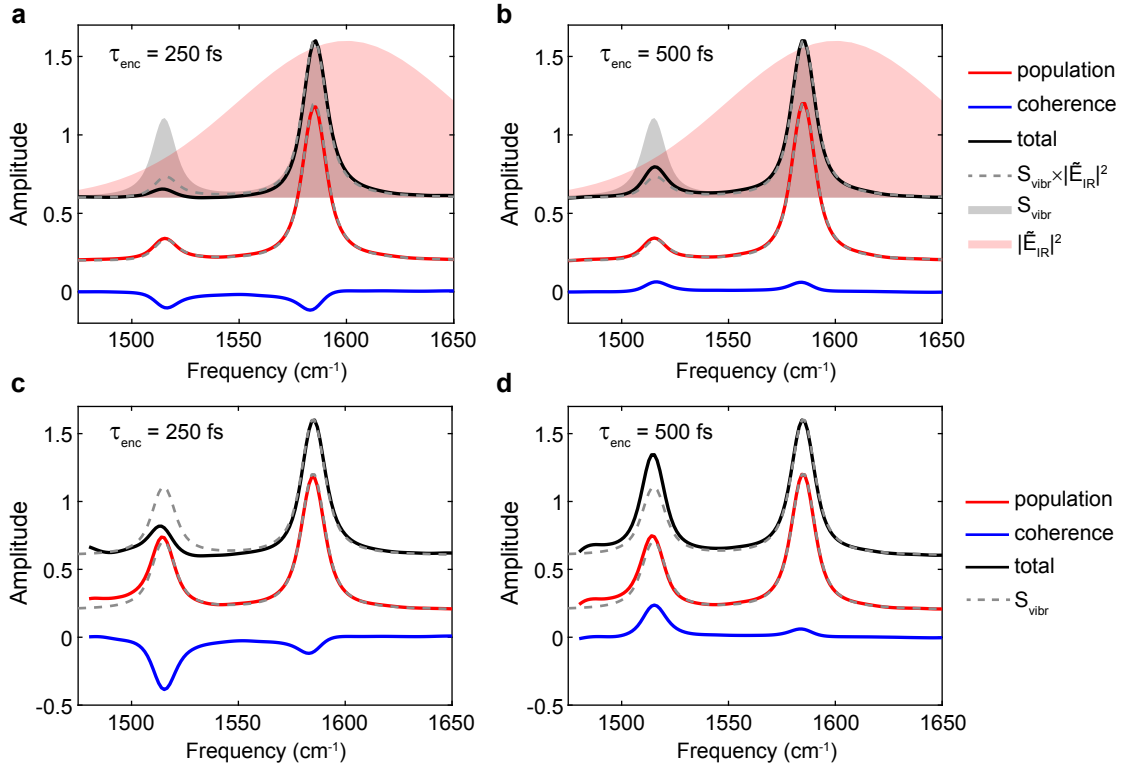 a
τenc = 250 fs
1.5
1
0.5
0
Amplitude
1500
1550
1600
1650
Frequency (cm⁻¹)
b
τenc = 500 fs
1.5
1
0.5
0
Amplitude
1500
1550
1600
1650
Frequency (cm⁻¹)
population
coherence
total
Svibr×|ẼIR|²
Svibr
|ẼIR|²
c
τenc = 250 fs
1.5
1
0.5
0
-0.5
Amplitude
1500
1550
1600
1650
Frequency (cm⁻¹)
d
τenc = 500 fs
1.5
1
0.5
0
-0.5
Amplitude
1500
1550
1600
1650
Frequency (cm⁻¹)
population
coherence
total
Svibr